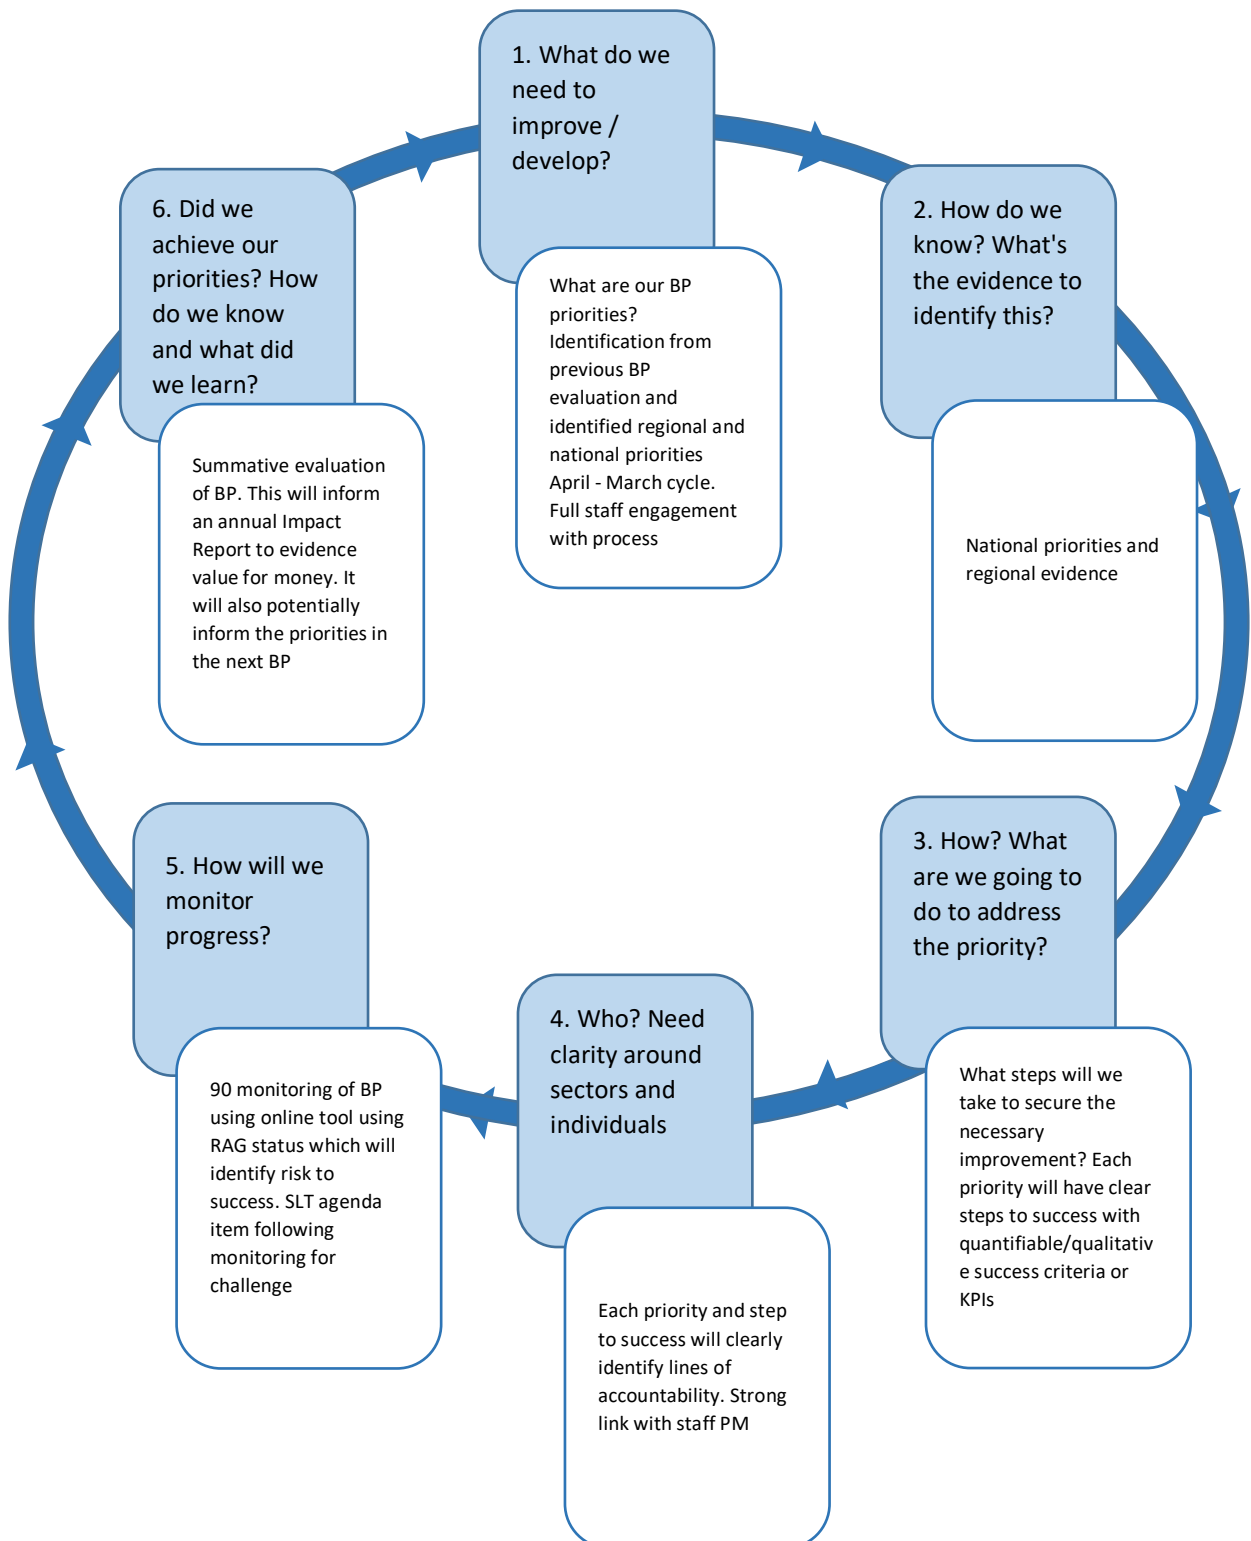 1. What do we
need to
improve /
develop?
What are our BP
priorities?
Identification from
previous BP
evaluation and
identified regional and
national priorities
April - March cycle.
Full staff engagement
with process
2. How do we
know? What's
the evidence to
identify this?
National priorities and
regional evidence
3. How? What
are we going to
do to address
the priority?
What steps will we
take to secure the
necessary
improvement? Each
priority will have clear
steps to success with
quantifiable/qualitativ
e success criteria or
KPIs
4. Who? Need
clarity around
sectors and
individuals
Each priority and step
to success will clearly
identify lines of
accountability. Strong
link with staff PM
5. How will we
monitor
progress?
90 monitoring of BP
using online tool using
RAG status which will
identify risk to
success. SLT agenda
item following
monitoring for
challenge
6. Did we
achieve our
priorities? How
do we know
and what did
we learn?
Summative evaluation
of BP. This will inform
an annual Impact
Report to evidence
value for money. It
will also potentially
inform the priorities in
the next BP